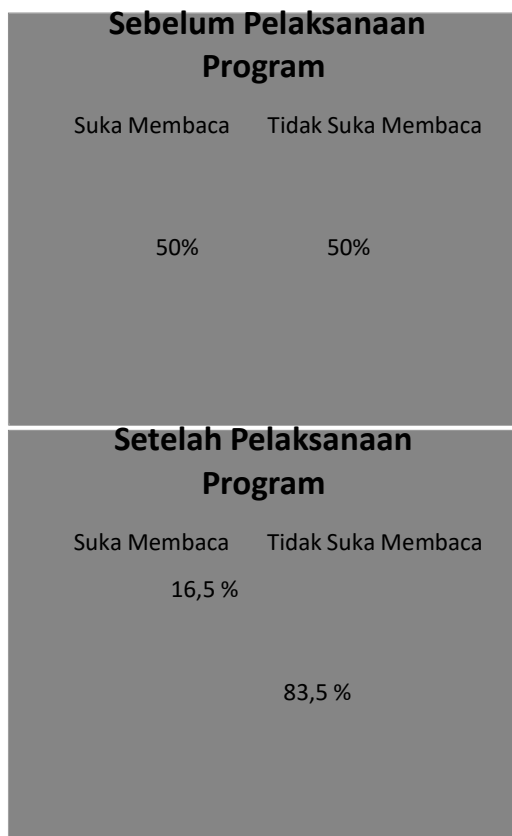 Sebelum Pelaksanaan
Program
Suka Membaca Tidak Suka Membaca
50% 50%
Setelah Pelaksanaan
Program
Suka Membaca Tidak Suka Membaca
16,5 %
83,5 %